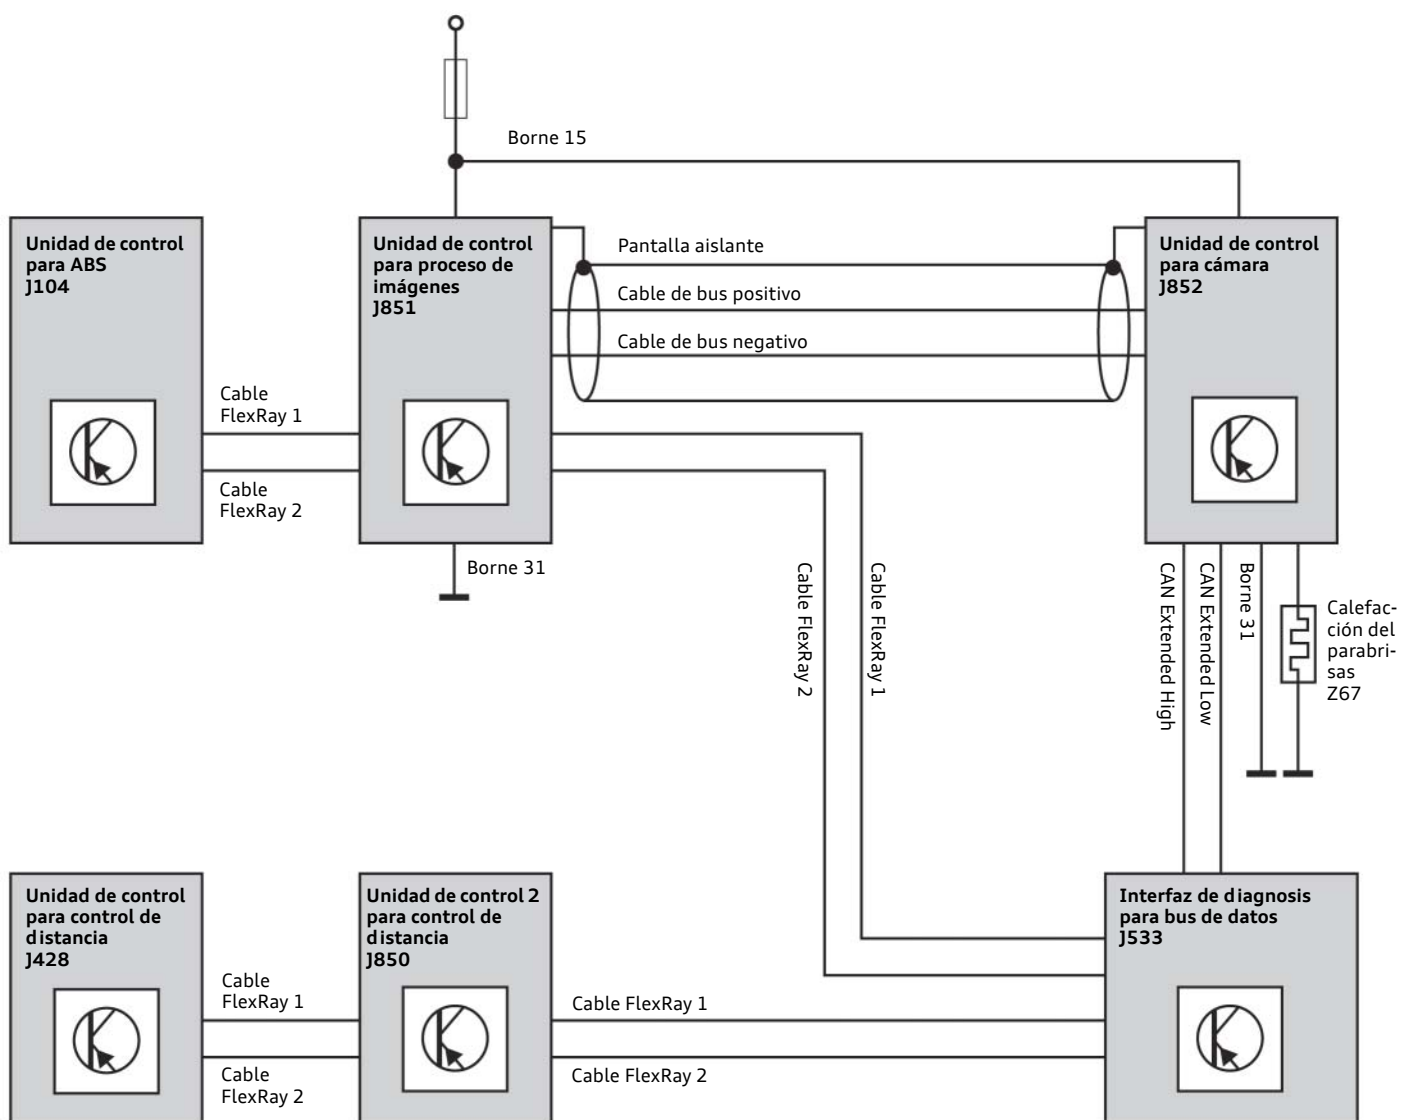 Borne 15
Unidad de control
para ABS
J104
Unidad de control
para proceso de
imágenes
J851
Pantalla aislante
Cable de bus positivo
Cable de bus negativo
Unidad de control
para cámara
J852
Cable
FlexRay 1
Cable
FlexRay 2
Borne 31
Cable FlexRay 2
Cable FlexRay 1
CAN Extended High
CAN Extended Low
Borne 31
Calefac-
ción del
parabri-
sas
Z67
Unidad de control
para control de
distancia
J428
Cable
FlexRay 1
Cable
FlexRay 2
Unidad de control 2
para control de
distancia
J850
Cable FlexRay 1
Cable FlexRay 2
Interfaz de diagnosis
para bus de datos
J533